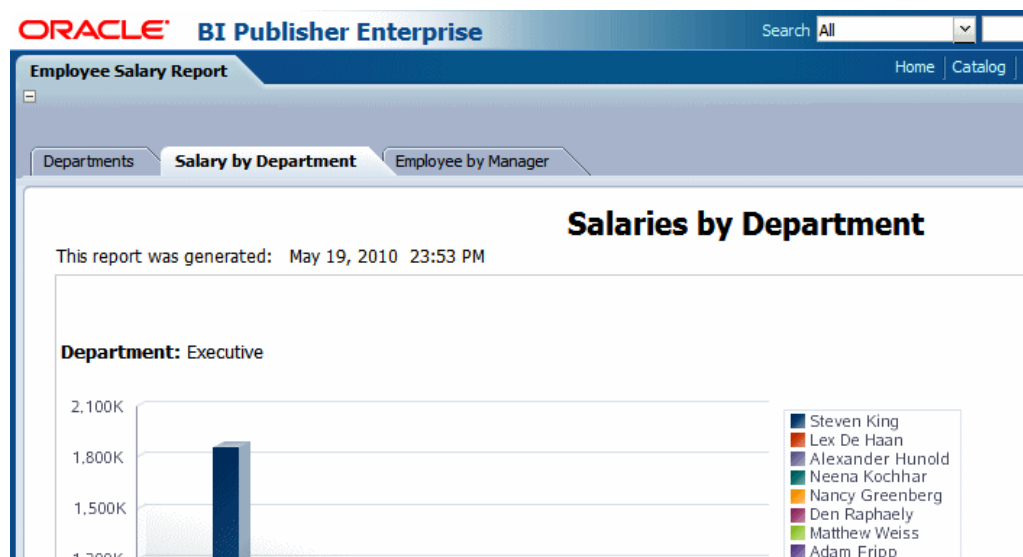 ORACLE BI Publisher Enterprise Search All
Employee Salary Report Home Catalog
Departments Salary by Department Employee by Manager
Salaries by Department
This report was generated: May 19, 2010 23:53 PM
Department: Executive
2,100K
1,800K
1,500K
Steven King
Lex De Haan
Alexander Hunold
Neena Kochhar
Nancy Greenberg
Den Raphaely
Matthew Weiss
Adam Fripp